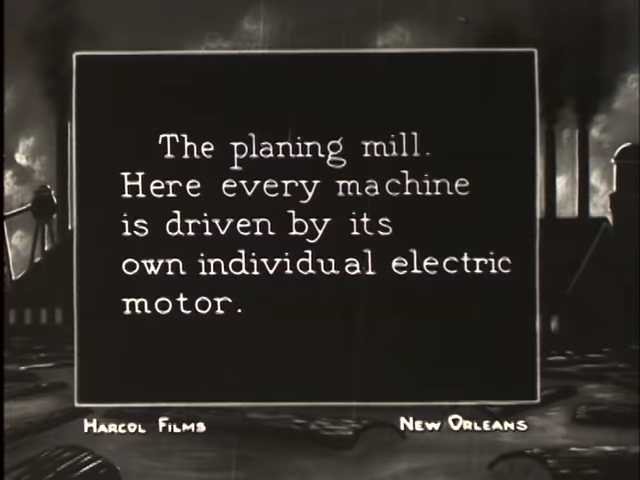 The planing mill.
Here every machine
is driven by its
own individual electric
motor.
Harcol Films
New Orleans